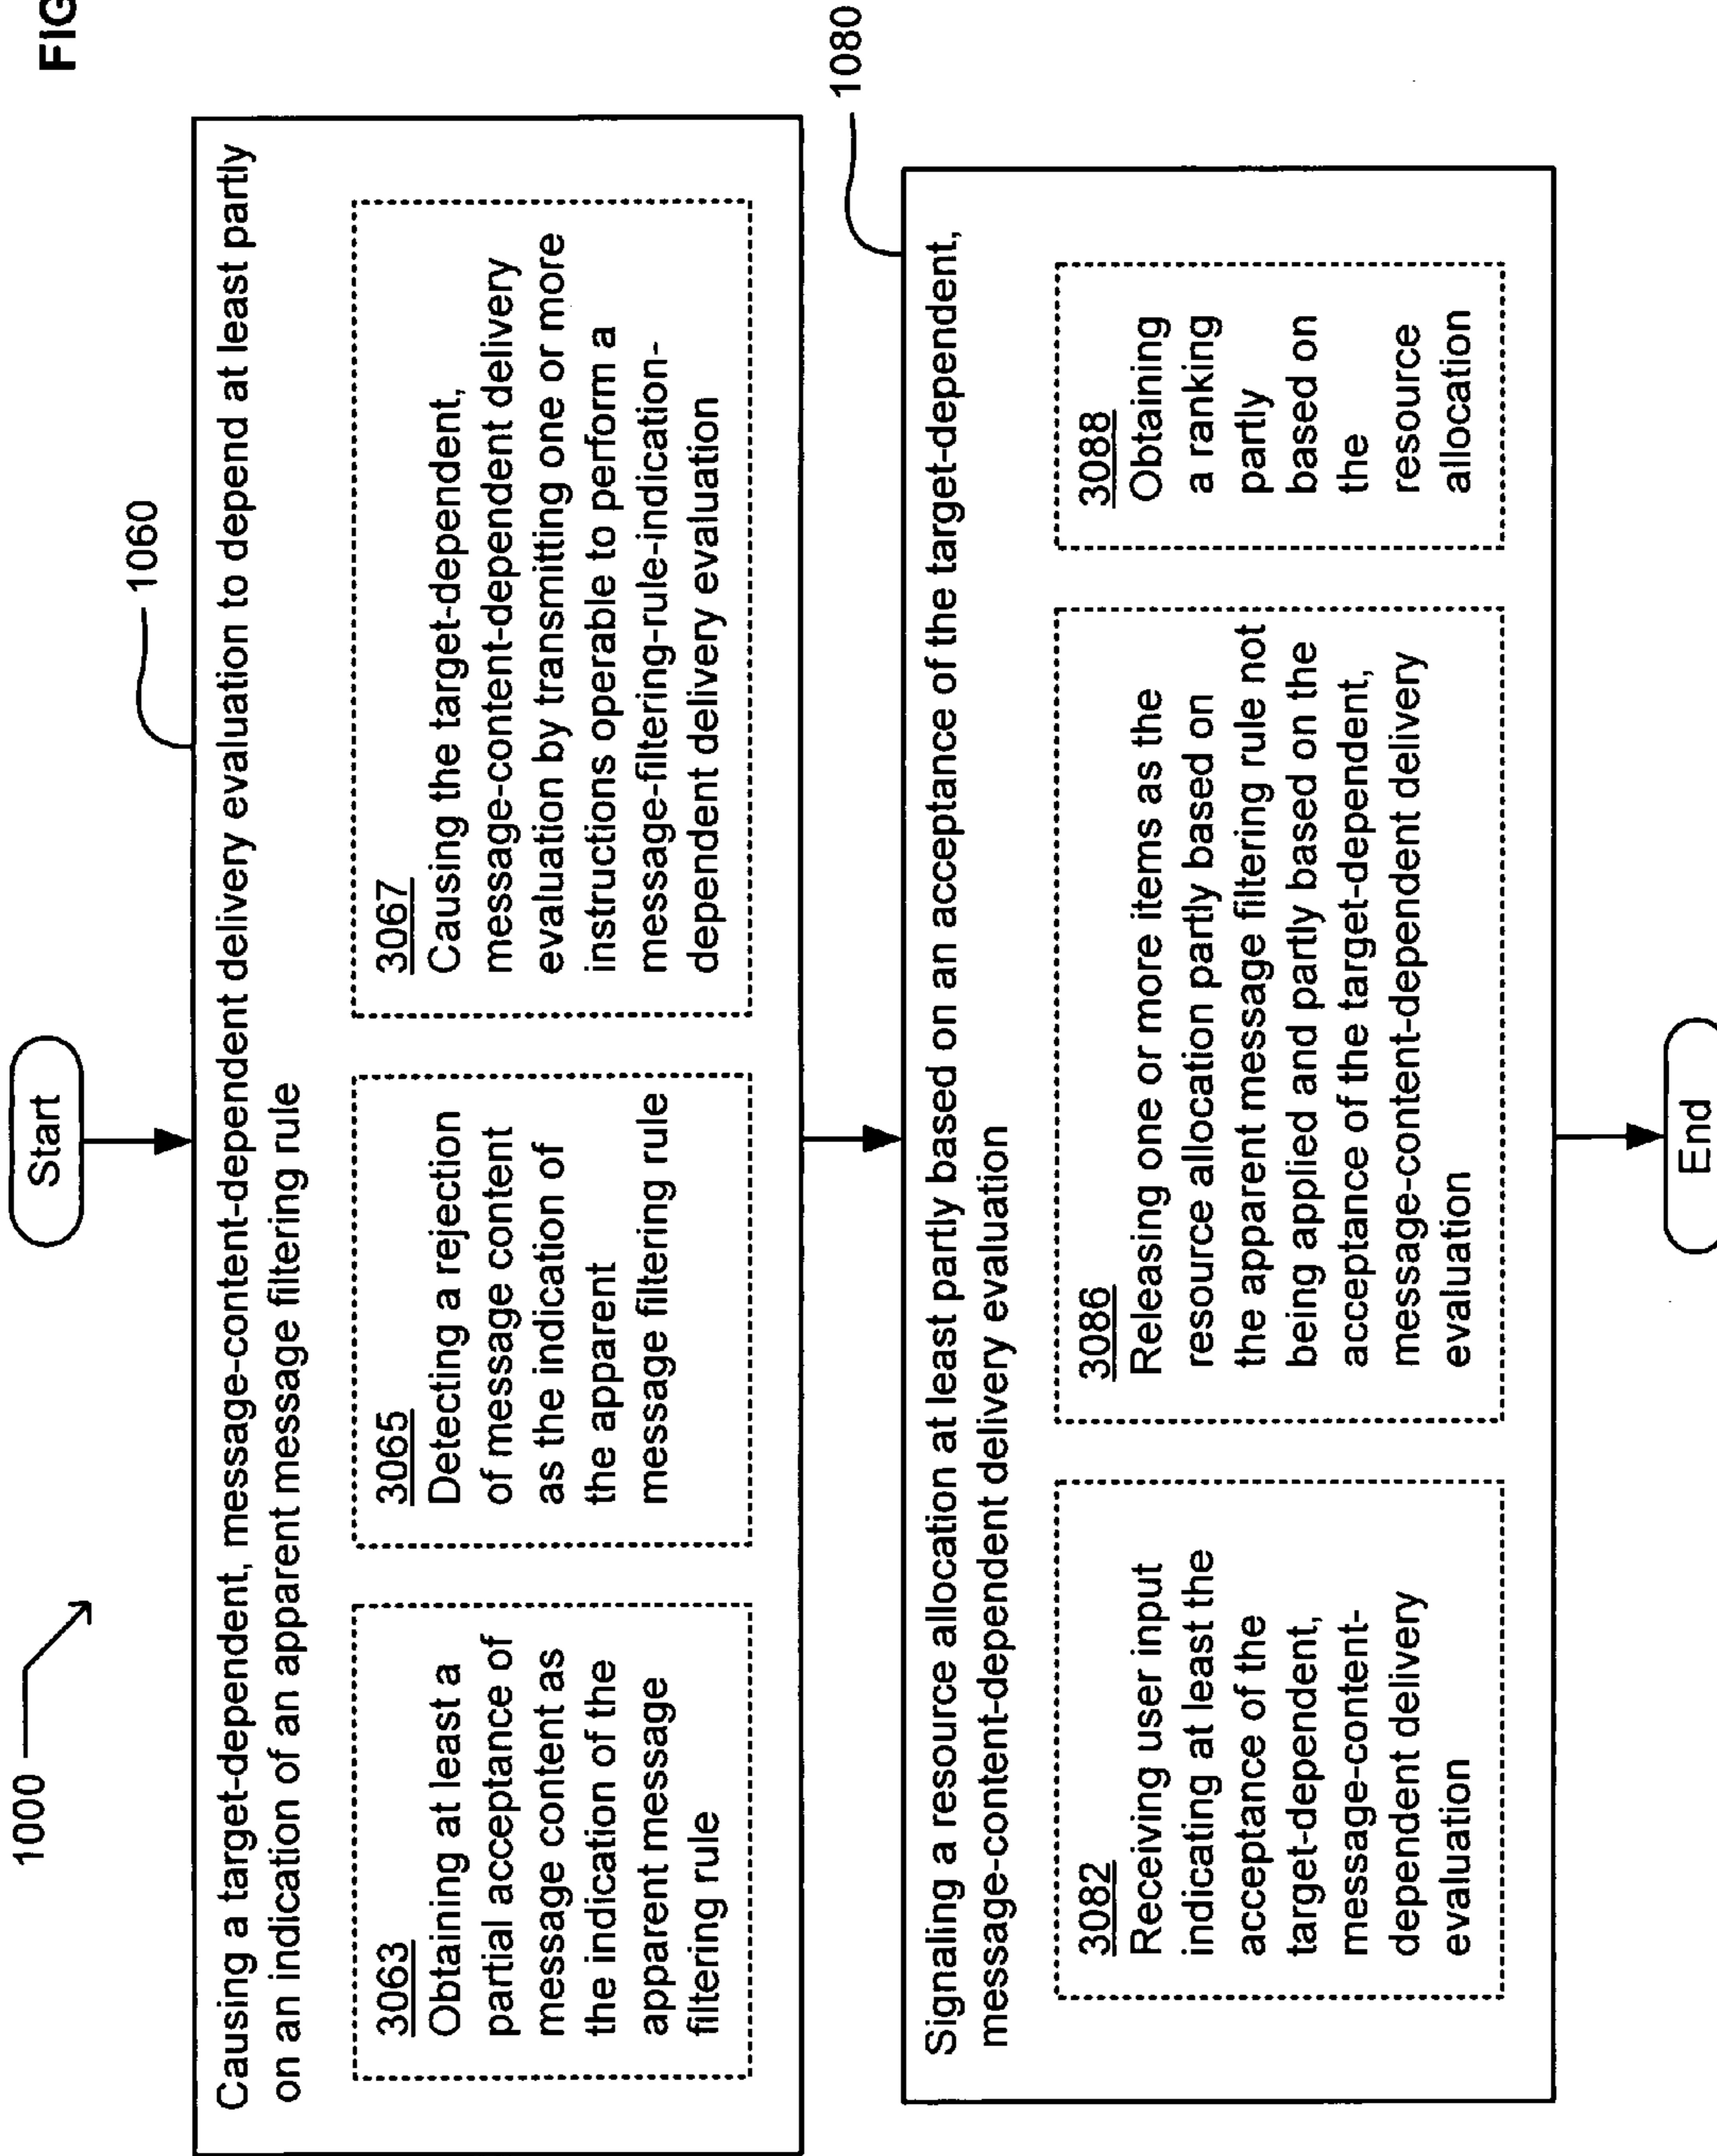 FIG
1000
Start
1060
Causing a target-dependent, message-content-dependent delivery evaluation to depend at least partly
on an indication of an apparent message filtering rule
3063
Obtaining at least a
partial acceptance of
message content as
the indication of the
apparent message
filtering rule
3065
Detecting a rejection
of message content
as the indication of
the apparent
message filtering rule
3067
Causing the target-dependent,
message-content-dependent delivery
evaluation by transmitting one or more
instructions operable to perform a
message-filtering-rule-indication-
dependent delivery evaluation
1080
Signaling a resource allocation at least partly based on an acceptance of the target-dependent,
message-content-dependent delivery evaluation
3082
Receiving user input
indicating at least the
acceptance of the
target-dependent,
message-content-
dependent delivery
evaluation
3086
Releasing one or more items as the
resource allocation partly based on
the apparent message filtering rule not
being applied and partly based on the
acceptance of the target-dependent,
message-content-dependent delivery
evaluation
3088
Obtaining
a ranking
partly
based on
the
resource
allocation
End